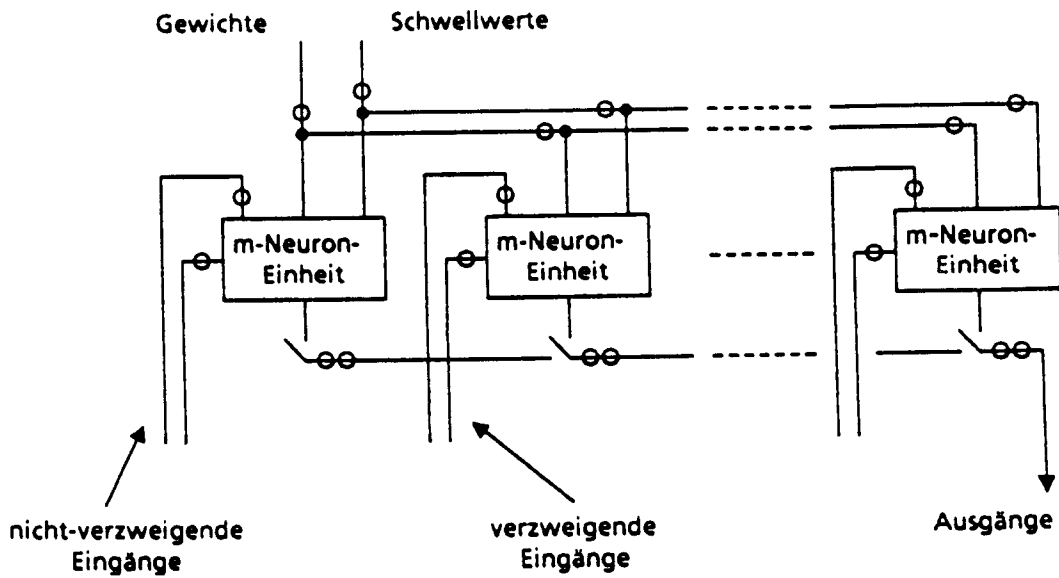 Gewichte
Schwellwerte
m-Neuron-
Einheit
m-Neuron-
Einheit
m-Neuron-
Einheit
nicht-verzweigende
Eingänge
verzweigende
Eingänge
Ausgänge